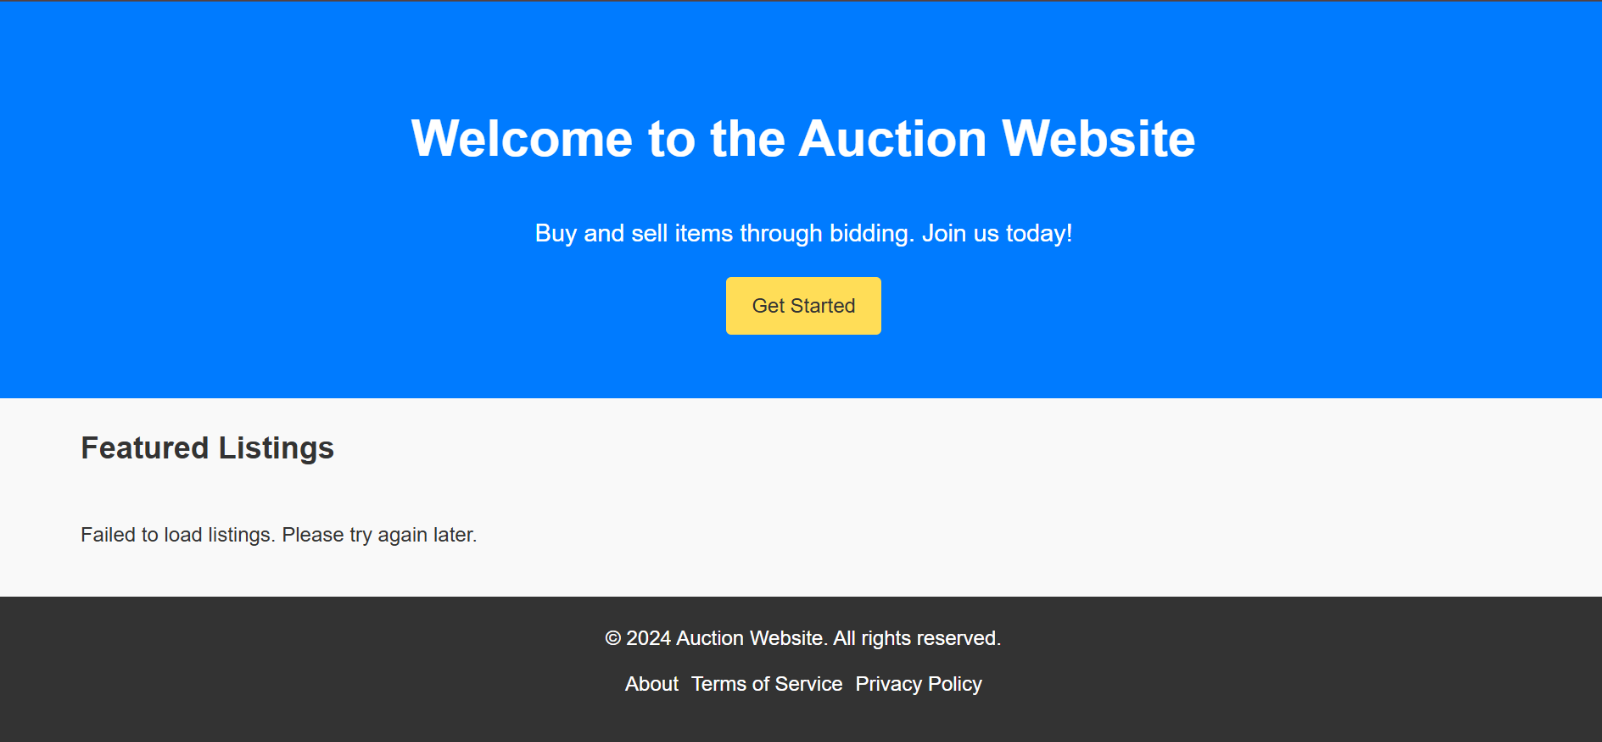 Welcome to the Auction Website
Buy and sell items through bidding. Join us today!
Get Started
Featured Listings
Failed to load listings. Please try again later.
© 2024 Auction Website. All rights reserved.
About Terms of Service Privacy Policy